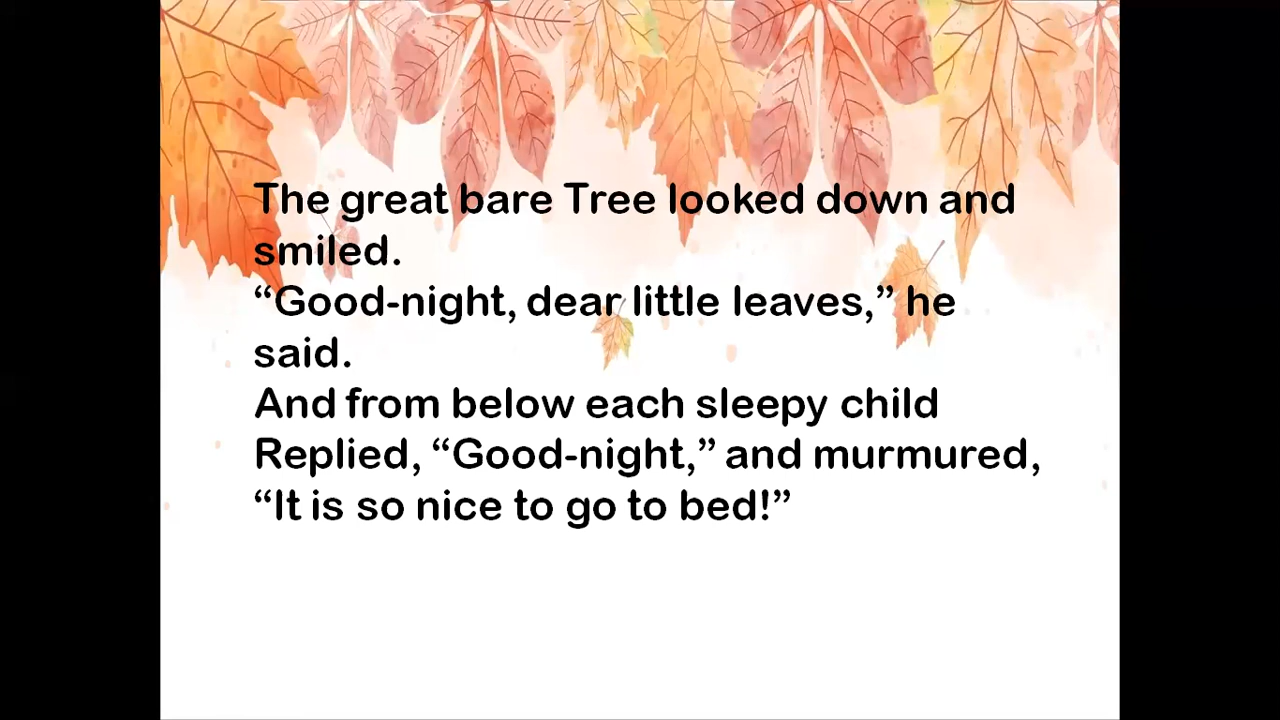 The great bare Tree looked down and
smiled.
“Good-night, dear little leaves,” he
said.
And from below each sleepy child
Replied, “Good-night,” and murmured,
“It is so nice to go to bed!”